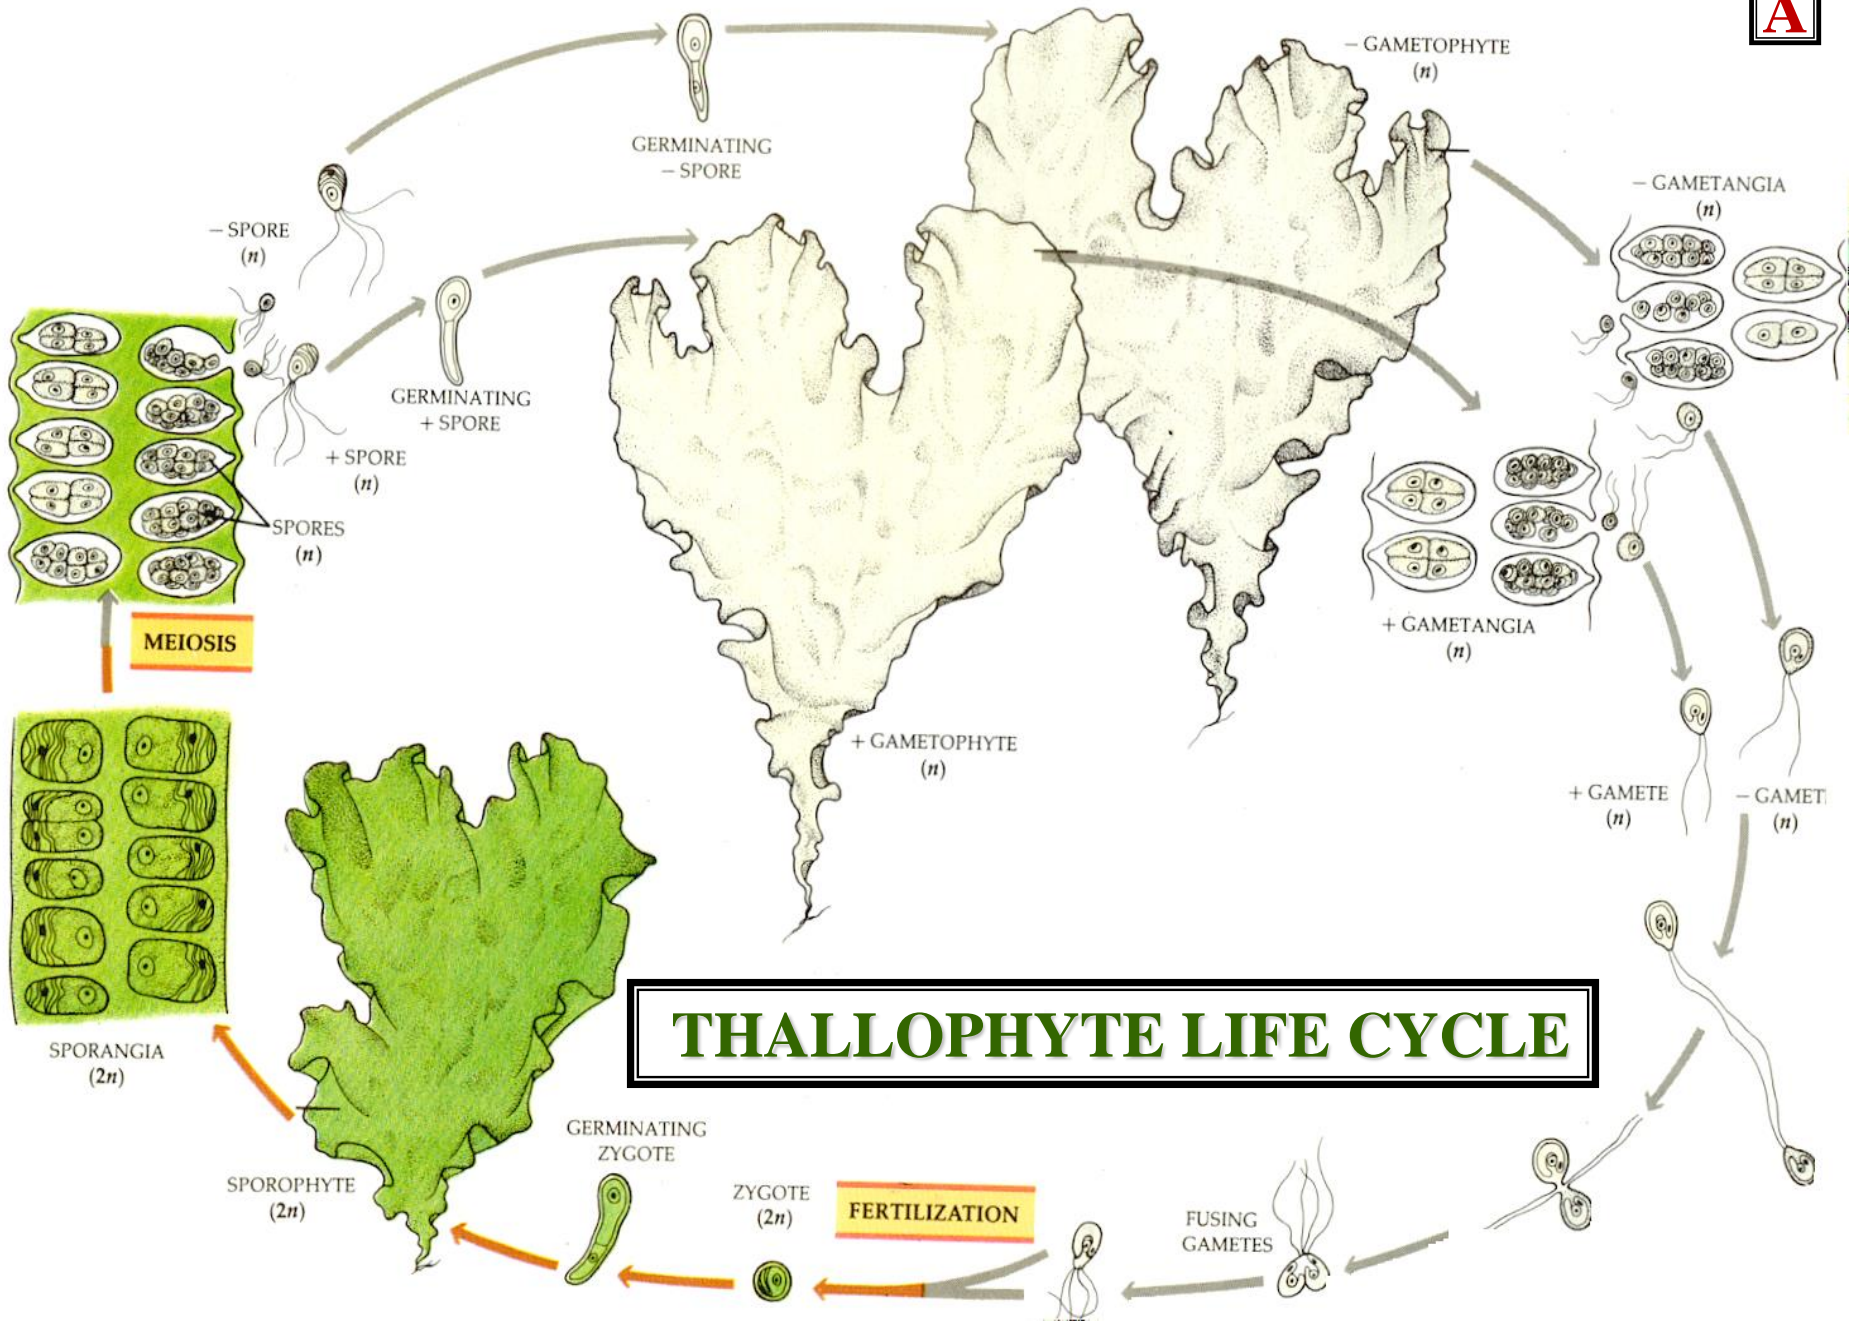 A
− GAMETOPHYTE
(n)
GERMINATING
− SPORE
− GAMETANGIA
(n)
− SPORE
(n)
GERMINATING
+ SPORE
+ SPORE
(n)
SPORES
(n)
+ GAMETANGIA
(n)
MEIOSIS
+ GAMETOPHYTE
(n)
+ GAMETE
(n)
− GAMET
(n)
THALLOPHYTE LIFE CYCLE
SPORANGIA
(2n)
GERMINATING
ZYGOTE
SPOROPHYTE
(2n)
ZYGOTE
(2n)
FERTILIZATION
FUSING
GAMETES